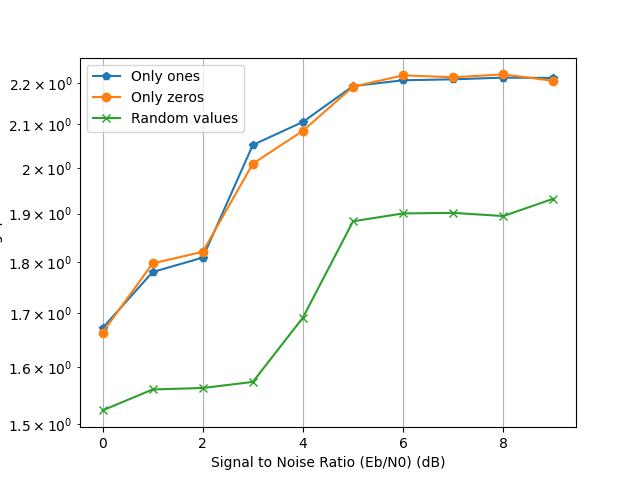 Only ones
Only zeros
Random values
2.2 × 10⁰
2.1 × 10⁰
2 × 10⁰
1.9 × 10⁰
1.8 × 10⁰
1.7 × 10⁰
1.6 × 10⁰
1.5 × 10⁰
0 2 4 6 8
Signal to Noise Ratio (Eb/N0) (dB)